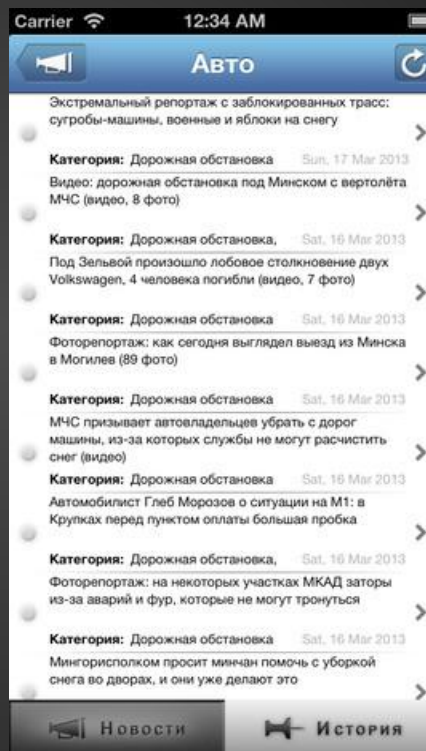 Carrier 12:34 AM
Авто
Экстремальный репортаж с заблокированных трасс:
сугробы-машины, военные и яблоки на снегу
Категория: Дорожная обстановка Sun, 17 Mar 2013
Видео: дорожная обстановка под Минском с вертолёта
МЧС (видео, 8 фото)
Категория: Дорожная обстановка, Sat, 16 Mar 2013
Под Зельвой произошло лобовое столкновение двух
Volkswagen, 4 человека погибли (видео, 7 фото)
Категория: Дорожная обстановка Sat, 16 Mar 2013
Фоторепортаж: как сегодня выглядел выезд из Минска
в Могилев (89 фото)
Категория: Дорожная обстановка Sat, 16 Mar 2013
МЧС призывает автовладельцев убрать с дорог
машины, из-за которых службы не могут расчистить
снег (видео)
Категория: Дорожная обстановка Sat, 16 Mar 2013
Автомобилист Глеб Морозов о ситуации на М1: в
Крупках перед пунктом оплаты большая пробка
Категория: Дорожная обстановка, Sat, 16 Mar 2013
Фоторепортаж: на некоторых участках МКАД заторы
из-за аварий и фур, которые не могут тронуться
Категория: Дорожная обстановка Sat, 16 Mar 2013
Мингорисполком просит минчан помочь с уборкой
снега во дворах, и они уже делают это
Новости История